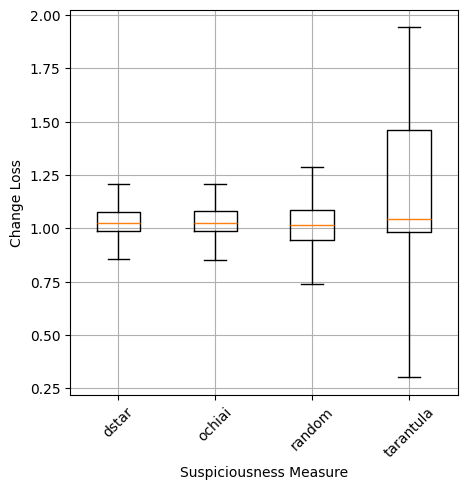 2.00
1.75
1.50
1.25
1.00
0.75
0.50
0.25
Change Loss
dstar
ochiai
random
tarantula
Suspiciousness Measure